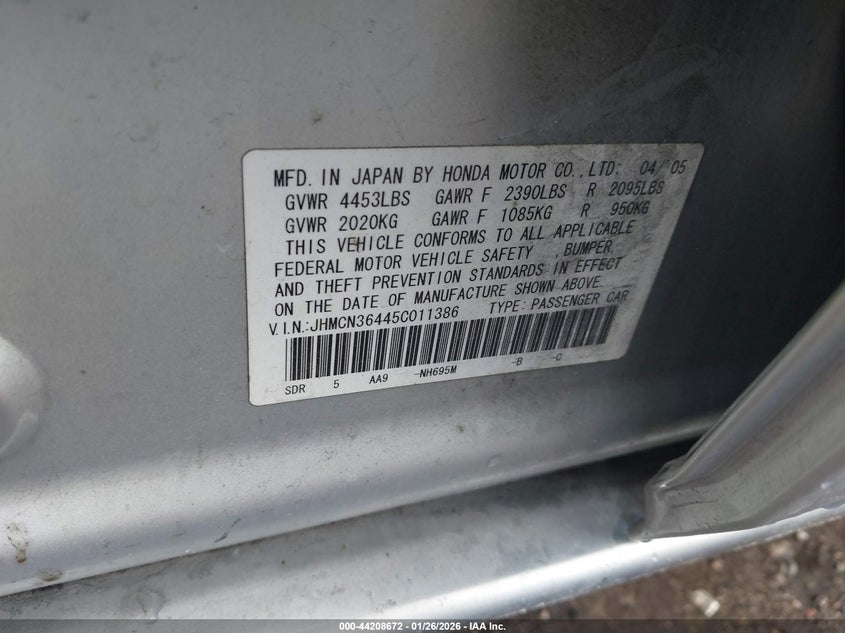 MFD. IN JAPAN BY HONDA MOTOR CO., LTD. 04/'05
GVWR 4453LBS GAWR F 2390LBS R 2095LBS
GVWR 2020KG GAWR F 1085KG R 950KG
THIS VEHICLE CONFORMS TO ALL APPLICABLE
FEDERAL MOTOR VEHICLE SAFETY , BUMPER,
AND THEFT PREVENTION STANDARDS IN EFFECT
ON THE DATE OF MANUFACTURE SHOWN ABOVE.
V.I.N.:JHMCN36445C011386 TYPE: PASSENGER CAR
SDR 5 AA9 -NH695M -B -C
000-44208672 - 01/26/2026 - IAA Inc.